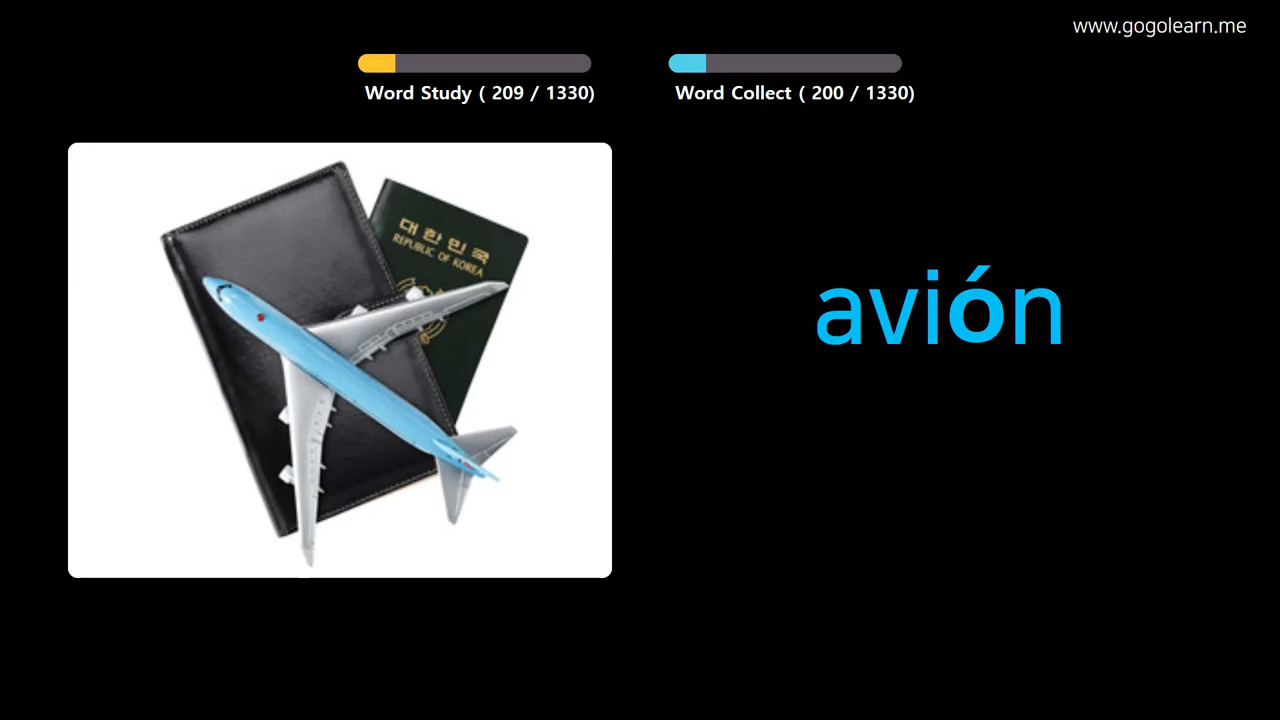 www.gogolearn.me
Word Study ( 209 / 1330)
Word Collect ( 200 / 1330)
대한민국
REPUBLIC OF KOREA
avión